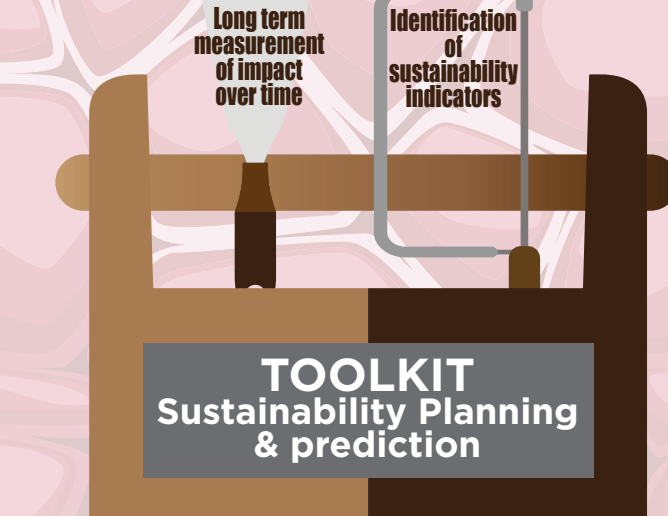 Long term
measurement
of impact
over time
Identification
of
sustainability
indicators
TOOLKIT
Sustainability Planning
& prediction